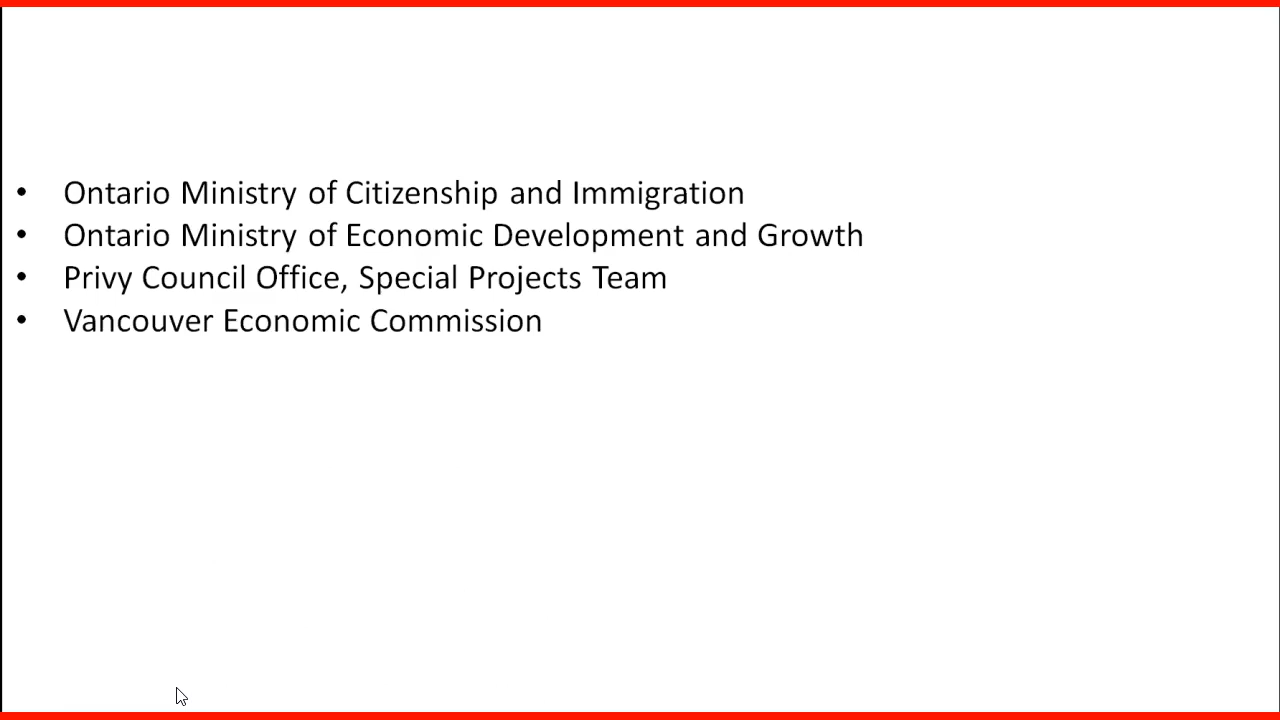 • Ontario Ministry of Citizenship and Immigration
• Ontario Ministry of Economic Development and Growth
• Privy Council Office, Special Projects Team
• Vancouver Economic Commission